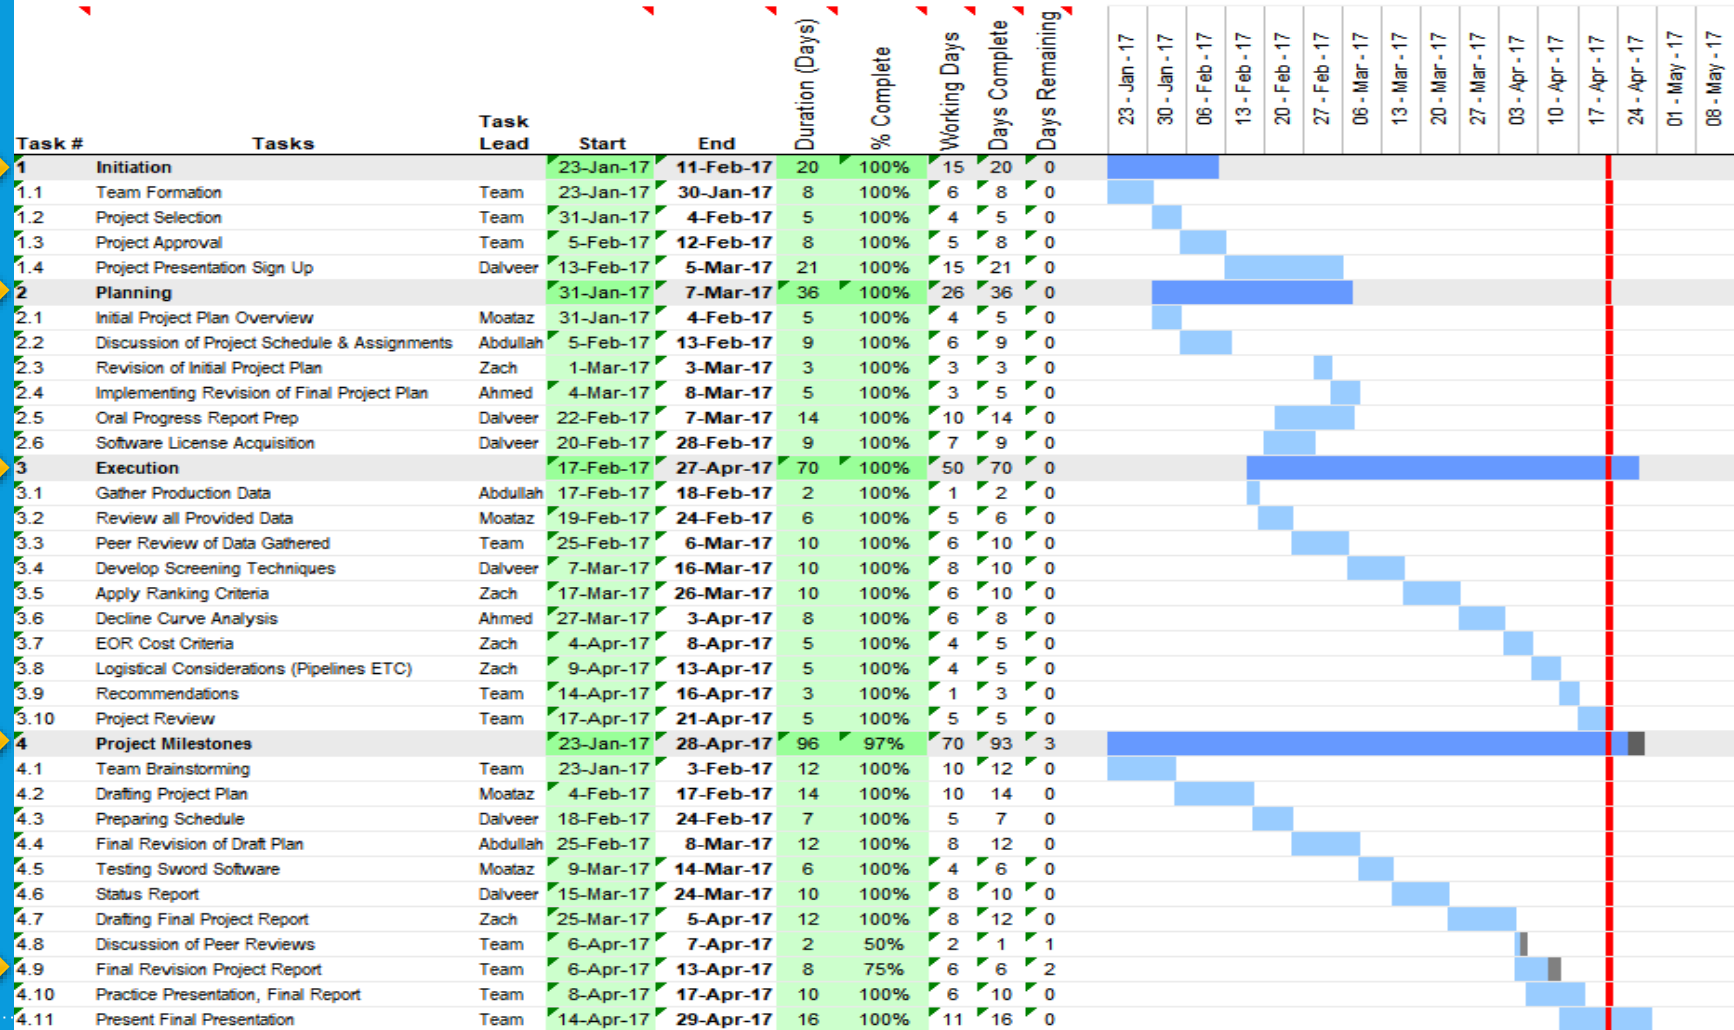 Duration (Days) % Complete Working Days Days Complete Days Remaining 23 - Jan - 17 30 - Jan - 17 06 - Feb - 17 13 - Feb - 17 20 - Feb - 17 27 - Feb - 17 06 - Mar - 17 13 - Mar - 17 20 - Mar - 17 27 - Mar - 17 03 - Apr - 17 10 - Apr - 17 17 - Apr - 17 24 - Apr - 17 01 - May - 17 08 - May - 17
Task # Tasks Task Lead Start End
1 Initiation 23-Jan-17 11-Feb-17 20 100% 15 20 0
1.1 Team Formation Team 23-Jan-17 30-Jan-17 8 100% 6 8 0
1.2 Project Selection Team 31-Jan-17 4-Feb-17 5 100% 4 5 0
1.3 Project Approval Team 5-Feb-17 12-Feb-17 8 100% 5 8 0
1.4 Project Presentation Sign Up Dalveer 13-Feb-17 5-Mar-17 21 100% 15 21 0
2 Planning 31-Jan-17 7-Mar-17 36 100% 26 36 0
2.1 Initial Project Plan Overview Moataz 31-Jan-17 4-Feb-17 5 100% 4 5 0
2.2 Discussion of Project Schedule & Assignments Abdullah 5-Feb-17 13-Feb-17 9 100% 6 9 0
2.3 Revision of Initial Project Plan Zach 1-Mar-17 3-Mar-17 3 100% 3 3 0
2.4 Implementing Revision of Final Project Plan Ahmed 4-Mar-17 8-Mar-17 5 100% 3 5 0
2.5 Oral Progress Report Prep Dalveer 22-Feb-17 7-Mar-17 14 100% 10 14 0
2.6 Software License Acquisition Dalveer 20-Feb-17 28-Feb-17 9 100% 7 9 0
3 Execution 17-Feb-17 27-Apr-17 70 100% 50 70 0
3.1 Gather Production Data Abdullah 17-Feb-17 18-Feb-17 2 100% 1 2 0
3.2 Review all Provided Data Moataz 19-Feb-17 24-Feb-17 6 100% 5 6 0
3.3 Peer Review of Data Gathered Team 25-Feb-17 6-Mar-17 10 100% 6 10 0
3.4 Develop Screening Techniques Dalveer 7-Mar-17 16-Mar-17 10 100% 8 10 0
3.5 Apply Ranking Criteria Zach 17-Mar-17 26-Mar-17 10 100% 6 10 0
3.6 Decline Curve Analysis Ahmed 27-Mar-17 3-Apr-17 8 100% 6 8 0
3.7 EOR Cost Criteria Zach 4-Apr-17 8-Apr-17 5 100% 4 5 0
3.8 Logistical Considerations (Pipelines ETC) Zach 9-Apr-17 13-Apr-17 5 100% 4 5 0
3.9 Recommendations Team 14-Apr-17 16-Apr-17 3 100% 1 3 0
3.10 Project Review Team 17-Apr-17 21-Apr-17 5 100% 5 5 0
4 Project Milestones 23-Jan-17 28-Apr-17 96 97% 70 93 3
4.1 Team Brainstorming Team 23-Jan-17 3-Feb-17 12 100% 10 12 0
4.2 Drafting Project Plan Moataz 4-Feb-17 17-Feb-17 14 100% 10 14 0
4.3 Preparing Schedule Dalveer 18-Feb-17 24-Feb-17 7 100% 5 7 0
4.4 Final Revision of Draft Plan Abdullah 25-Feb-17 8-Mar-17 12 100% 8 12 0
4.5 Testing Sword Software Moataz 9-Mar-17 14-Mar-17 6 100% 4 6 0
4.6 Status Report Dalveer 15-Mar-17 24-Mar-17 10 100% 8 10 0
4.7 Drafting Final Project Report Zach 25-Mar-17 5-Apr-17 12 100% 8 12 0
4.8 Discussion of Peer Reviews Team 6-Apr-17 7-Apr-17 2 50% 2 1 1
4.9 Final Revision Project Report Team 6-Apr-17 13-Apr-17 8 75% 6 6 2
4.10 Practice Presentation, Final Report Team 8-Apr-17 17-Apr-17 10 100% 6 10 0
4.11 Present Final Presentation Team 14-Apr-17 29-Apr-17 16 100% 11 16 0